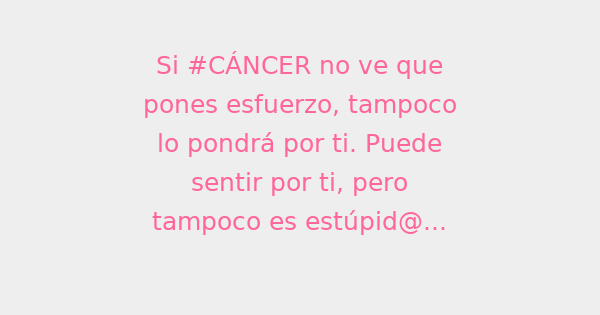 Si #CÁNCER no ve que
pones esfuerzo, tampoco
lo pondrá por ti. Puede
sentir por ti, pero
tampoco es estúpid@...